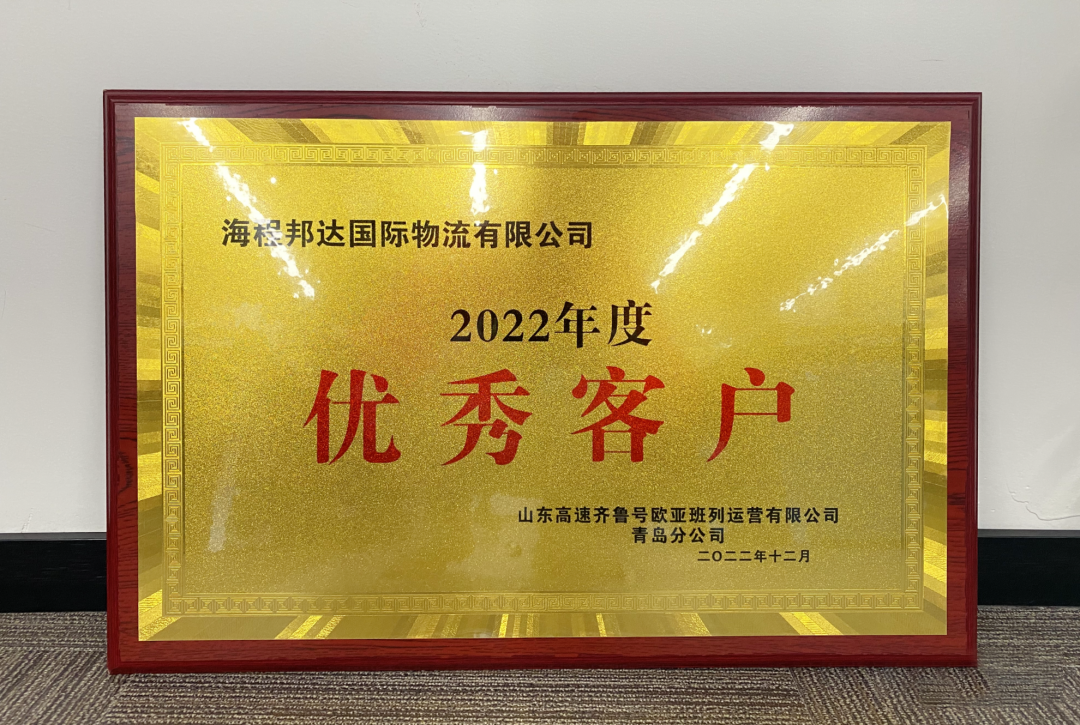 海程邦达国际物流有限公司
2022年度
优秀客户
山东高速齐鲁号欧亚班列运营有限公司
青岛分公司
二〇二二年十二月